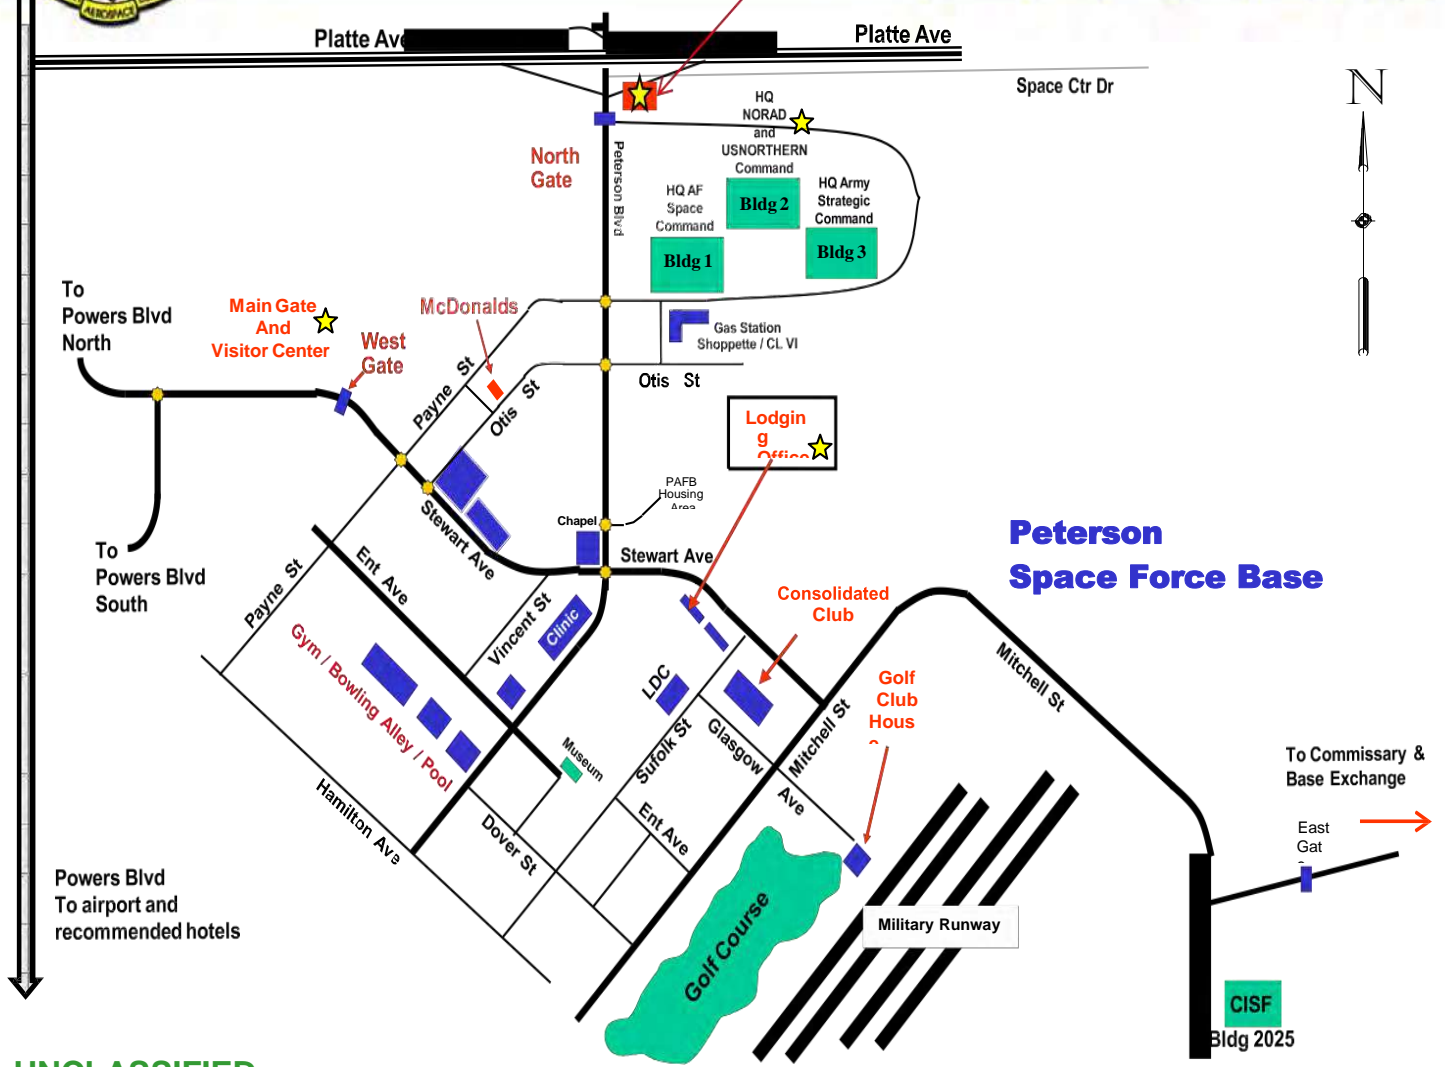 AEROSPACE
Platte Ave
Platte Ave
Space Ctr Dr
N
HQ
NORAD
and
USNORTHERN
Command
North
Gate
Peterson Blvd
HQ AF
Space
Command
HQ Army
Strategic
Command
Bldg 2
Bldg 1
Bldg 3
To
Powers Blvd
North
Main Gate
And
Visitor Center
West
Gate
McDonalds
Gas Station
Shoppette / CL VI
Payne St
Otis St
Otis St
Lodgin
g
Office
PAFB
Housing
Area
Chapel
Stewart Ave
Stewart Ave
Peterson
Space Force Base
To
Powers Blvd
South
Payne St
Ent Ave
Vincent St
Clinic
Consolidated
Club
Gym / Bowling Alley / Pool
LDC
Mitchell St
Golf
Club
Hous
Sufolk St
Glasgow
Ave
Mitchell St
Museum
Hamilton Ave
Dover St
Ent Ave
To Commissary &
Base Exchange
East
Gat
Powers Blvd
To airport and
recommended hotels
Golf Course
Military Runway
CISF
Bldg 2025
UNCLASSIFIED